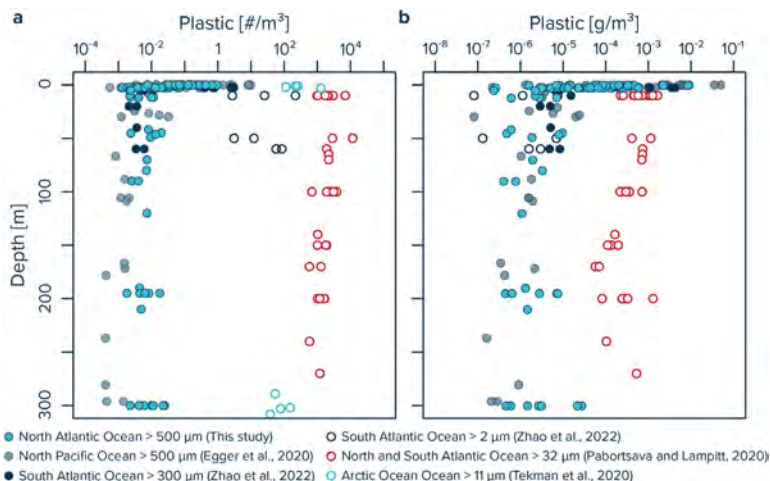 a Plastic [#/m³] b Plastic [g/m³]
10⁻⁴ 10⁻² 1 10² 10⁴ 10⁻⁸ 10⁻⁷ 10⁻⁶ 10⁻⁵ 10⁻⁴ 10⁻³ 10⁻² 10⁻¹
0
100
200
300
Depth [m]
North Atlantic Ocean > 500 µm (This study) South Atlantic Ocean > 2 µm (Zhao et al., 2022)
North Pacific Ocean > 500 µm (Egger et al., 2020) North and South Atlantic Ocean > 32 µm (Pabortsava and Lampitt, 2020)
South Atlantic Ocean > 300 µm (Zhao et al., 2022) Arctic Ocean Ocean > 11 µm (Tekman et al., 2020)